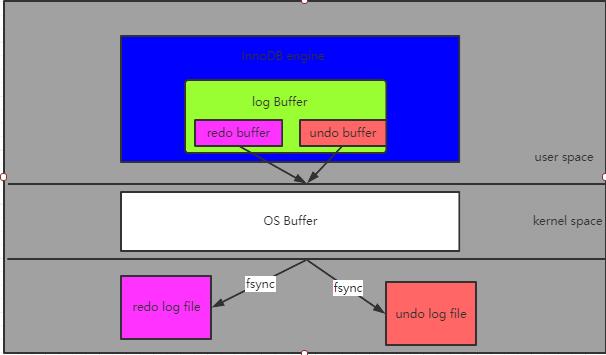 InnoDB engine
log Buffer
redo buffer
undo buffer
user space
OS Buffer
kernel space
fsync
fsync
redo log file
undo log file